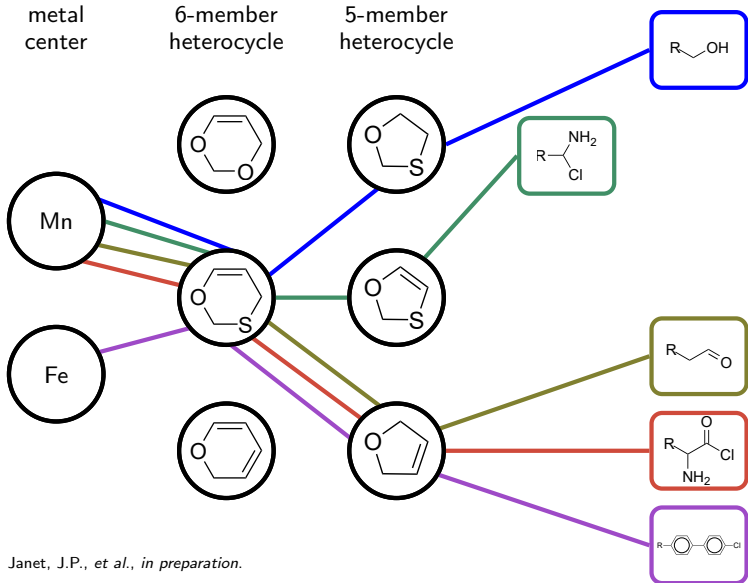 metal
center
6-member
heterocycle
5-member
heterocycle
R OH
O
O
O
S
NH₂
R
Cl
Mn
O
S
O
S
Fe
R
O
O
O
O
R
Cl
NH₂
R Cl
Janet, J.P., et al., in preparation.